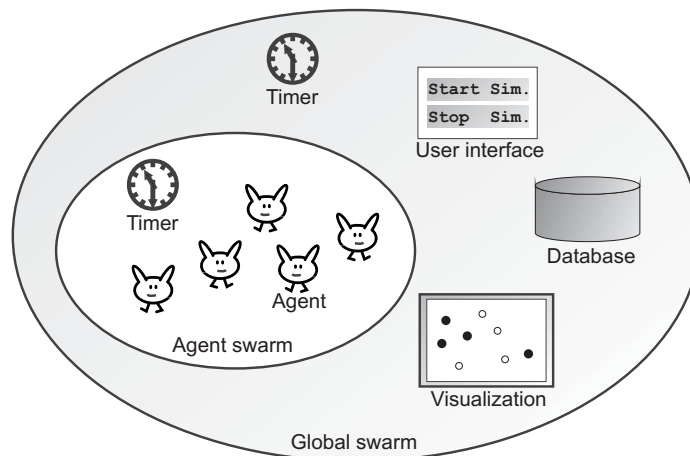 Timer
Start Sim.
Stop Sim.
User interface
Timer
Database
Agent
Agent swarm
Visualization
Global swarm